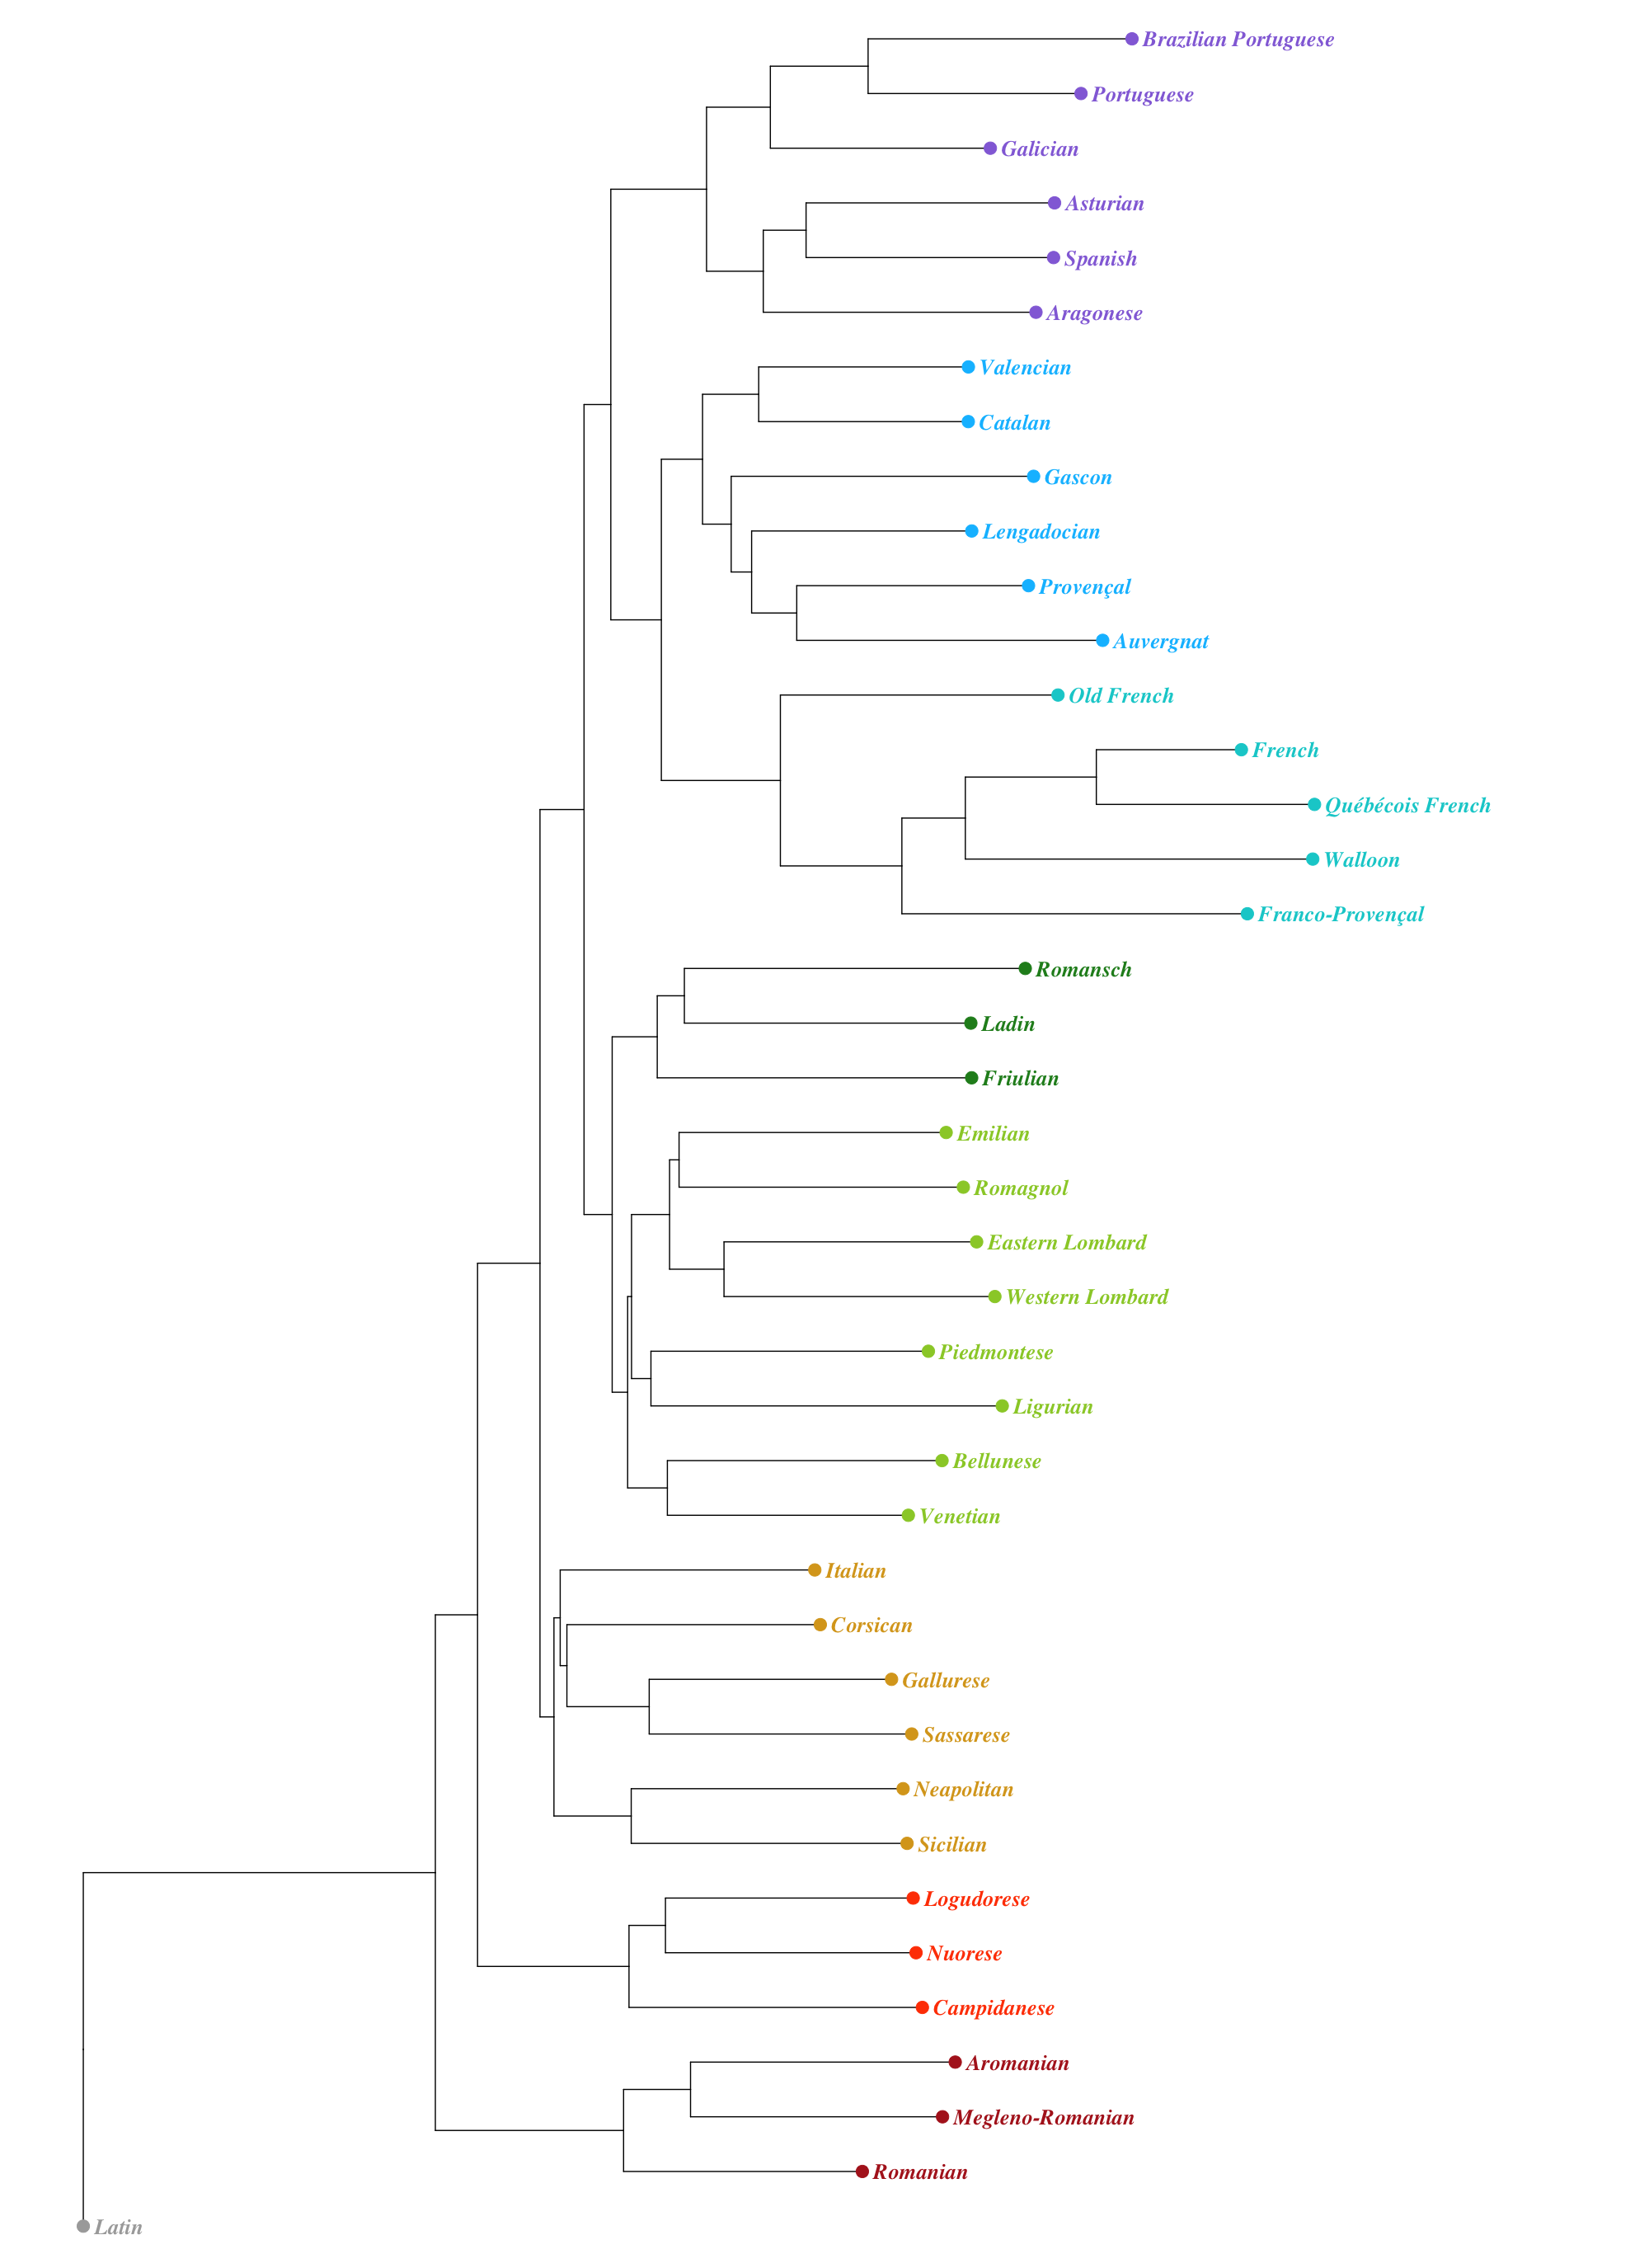 Brazilian Portuguese
Portuguese
Galician
Asturian
Spanish
Aragonese
Valencian
Catalan
Gascon
Lengadocian
Provençal
Auvergnat
Old French
French
Québécois French
Walloon
Franco-Provençal
Romansch
Ladin
Friulian
Emilian
Romagnol
Eastern Lombard
Western Lombard
Piedmontese
Ligurian
Bellunese
Venetian
Italian
Corsican
Gallurese
Sassarese
Neapolitan
Sicilian
Logudorese
Nuorese
Campidanese
Aromanian
Megleno-Romanian
Romanian
Latin